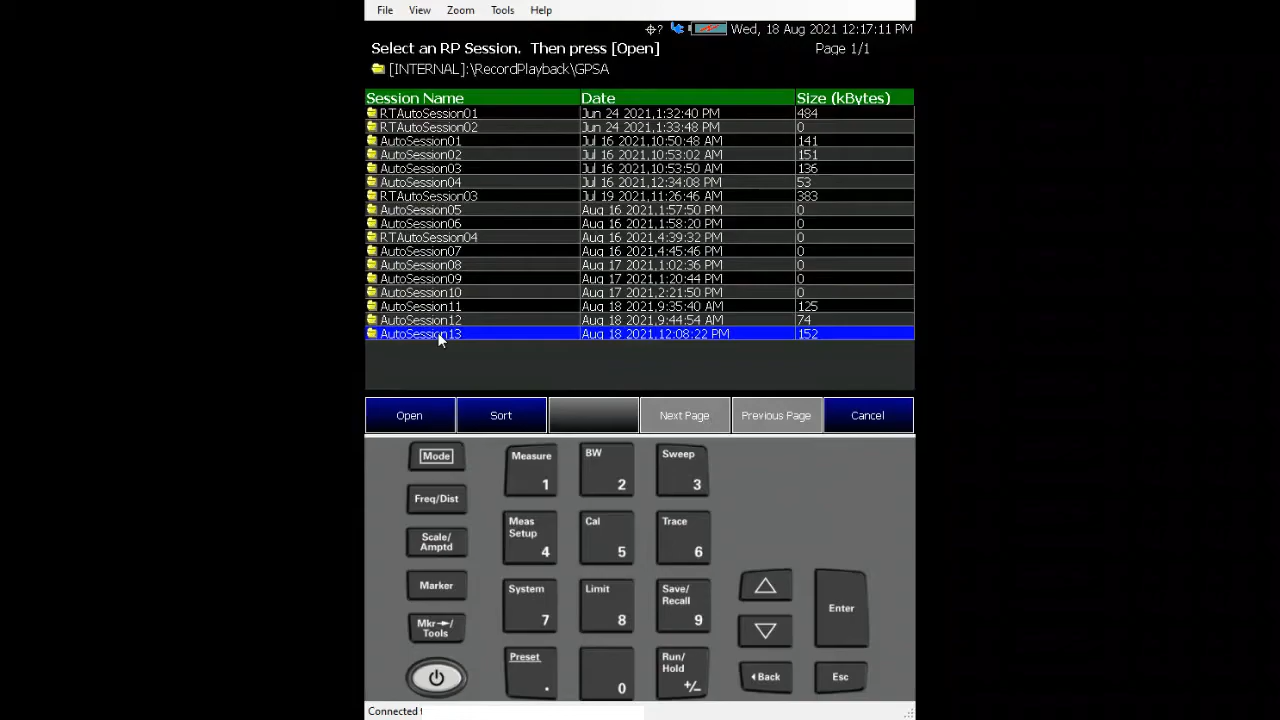 File View Zoom Tools Help
? Wed, 18 Aug 2021 12:17:11 PM
Select an RP Session. Then press [Open] Page 1/1
[INTERNAL]:\RecordPlayback\GPSA
Session Name Date Size (kBytes)
RTAutoSession01 Jun 24 2021,1:32:40 PM 484
RTAutoSession02 Jun 24 2021,1:33:48 PM 0
AutoSession01 Jul 16 2021,10:50:48 AM 141
AutoSession02 Jul 16 2021,10:53:02 AM 151
AutoSession03 Jul 16 2021,10:53:50 AM 136
AutoSession04 Jul 16 2021,12:34:08 PM 53
RTAutoSession03 Jul 19 2021,11:26:46 AM 383
AutoSession05 Aug 16 2021,1:57:50 PM 0
AutoSession06 Aug 16 2021,1:58:20 PM 0
RTAutoSession04 Aug 16 2021,4:39:32 PM 0
AutoSession07 Aug 16 2021,4:45:46 PM 0
AutoSession08 Aug 17 2021,1:02:36 PM 0
AutoSession09 Aug 17 2021,1:20:44 PM 0
AutoSession10 Aug 17 2021,2:21:50 PM 0
AutoSession11 Aug 18 2021,9:35:40 AM 125
AutoSession12 Aug 18 2021,9:44:54 AM 74
AutoSession13 Aug 18 2021,12:08:22 PM 152
Open Sort Next Page Previous Page Cancel
Mode
Measure
1
BW
2
Sweep
3
Freq/Dist
Scale/
Amptd
Meas
Setup
4
Cal
5
Trace
6
Marker
System
7
Limit
8
Save/
Recall
9
Enter
Mkr→/
Tools
Preset
.
0
Run/
Hold
+/−
Back
Esc
Connected